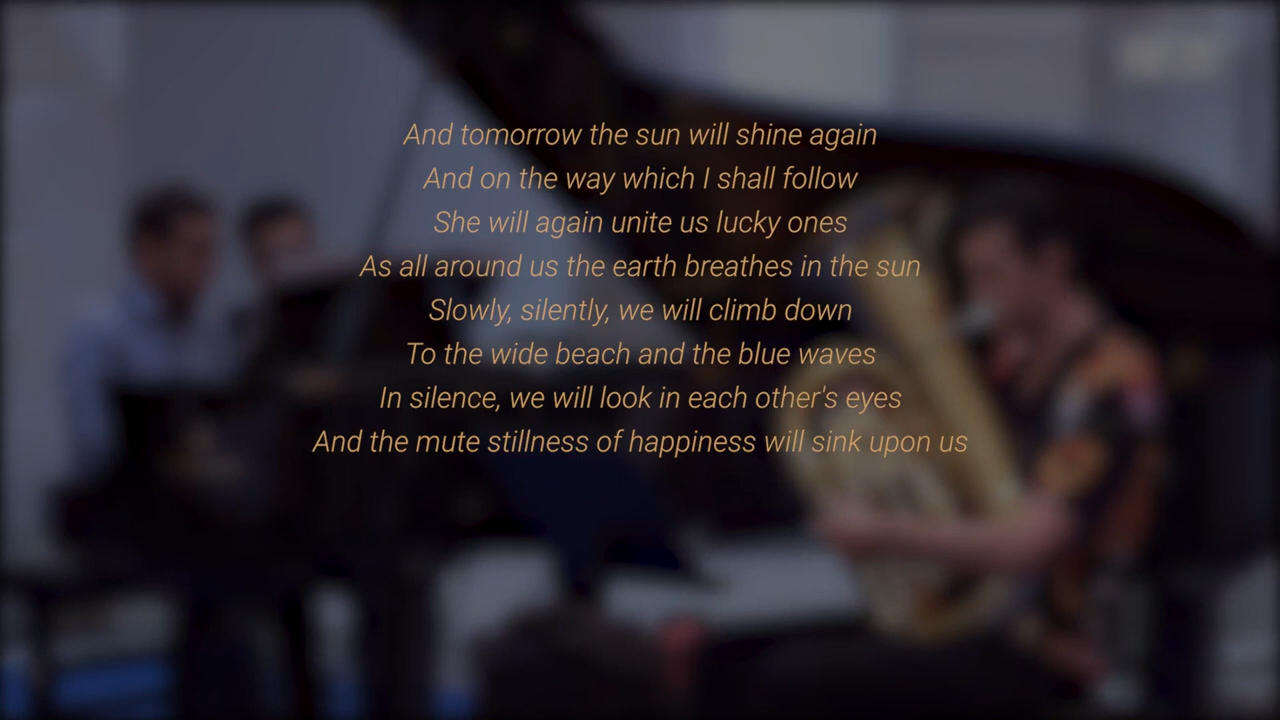 And tomorrow the sun will shine again
And on the way which I shall follow
She will again unite us lucky ones
As all around us the earth breathes in the sun
Slowly, silently, we will climb down
To the wide beach and the blue waves
In silence, we will look in each other's eyes
And the mute stillness of happiness will sink upon us